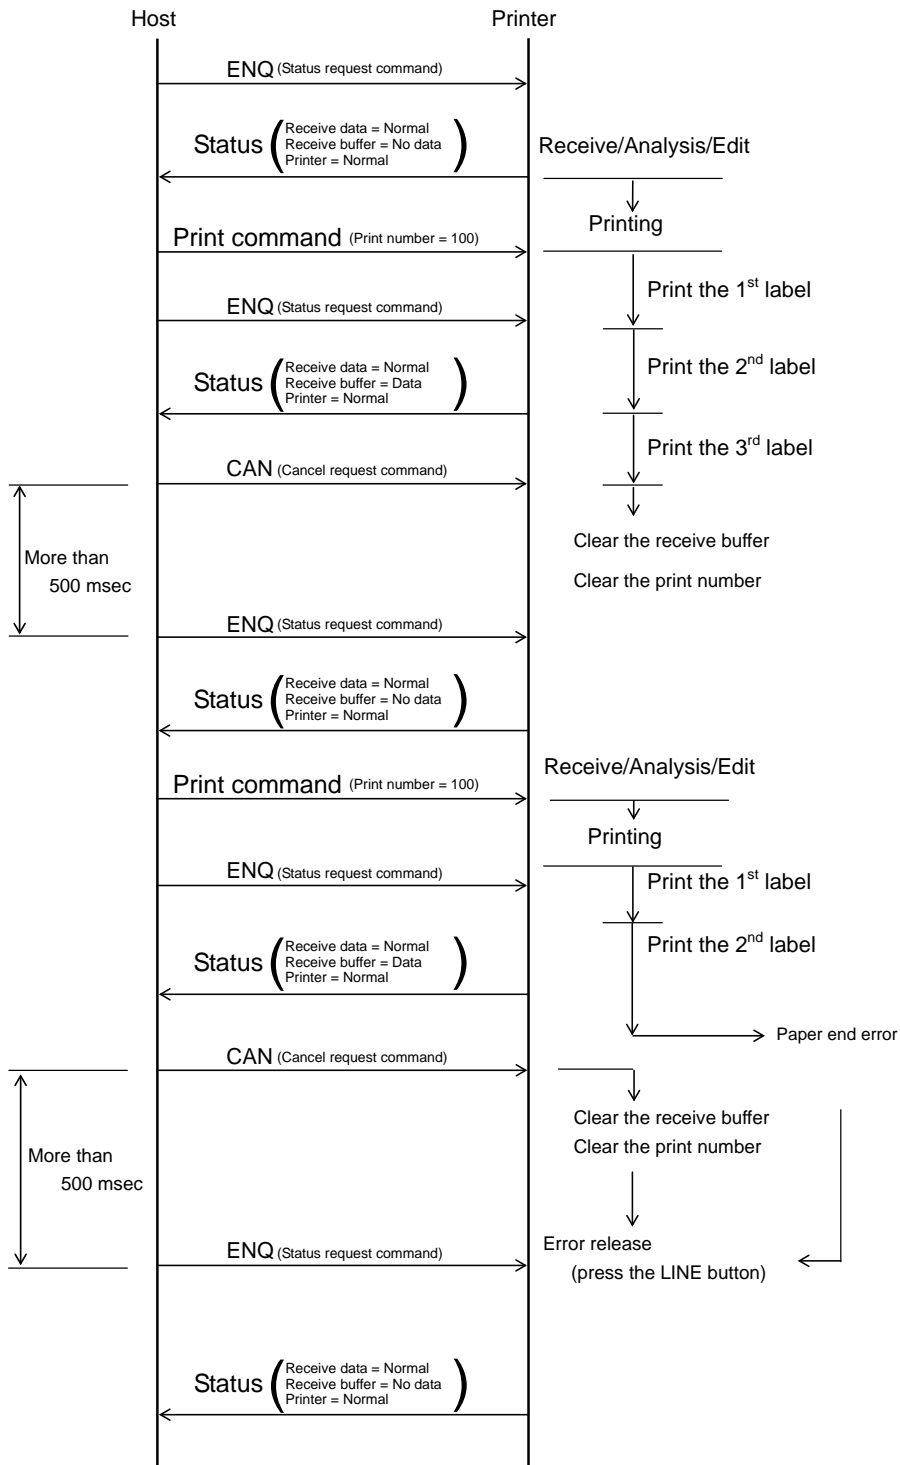 Host
Printer
ENQ (Status request command)
Status
Receive data = Normal
Receive buffer = No data
Printer = Normal
Receive/Analysis/Edit
Printing
Print command (Print number = 100)
Print the 1st label
ENQ (Status request command)
Print the 2nd label
Status
Receive data = Normal
Receive buffer = Data
Printer = Normal
Print the 3rd label
CAN (Cancel request command)
Clear the receive buffer
More than
500 msec
Clear the print number
ENQ (Status request command)
Status
Receive data = Normal
Receive buffer = No data
Printer = Normal
Receive/Analysis/Edit
Print command (Print number = 100)
Printing
ENQ (Status request command)
Print the 1st label
Print the 2nd label
Status
Receive data = Normal
Receive buffer = Data
Printer = Normal
Paper end error
CAN (Cancel request command)
Clear the receive buffer
Clear the print number
More than
500 msec
Error release
(press the LINE button)
ENQ (Status request command)
Status
Receive data = Normal
Receive buffer = No data
Printer = Normal